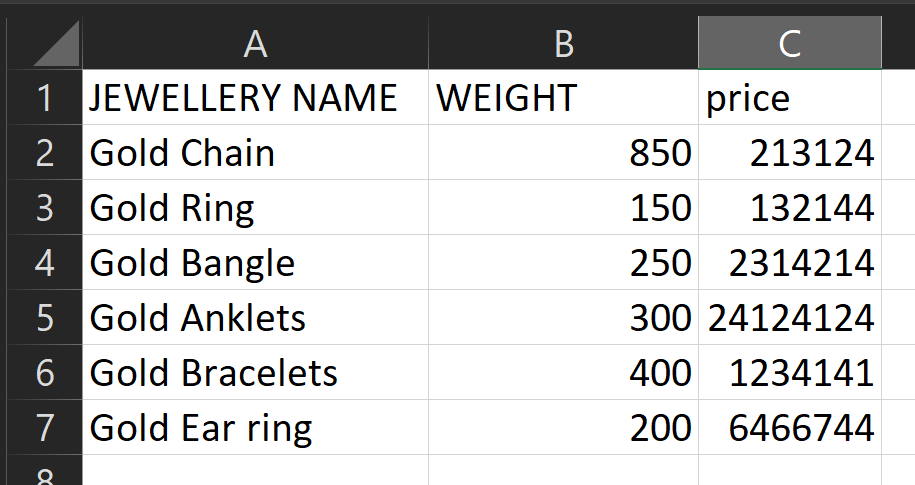 A B C
1 JEWELLERY NAME WEIGHT price
2 Gold Chain 850 213124
3 Gold Ring 150 132144
4 Gold Bangle 250 2314214
5 Gold Anklets 300 24124124
6 Gold Bracelets 400 1234141
7 Gold Ear ring 200 6466744
8